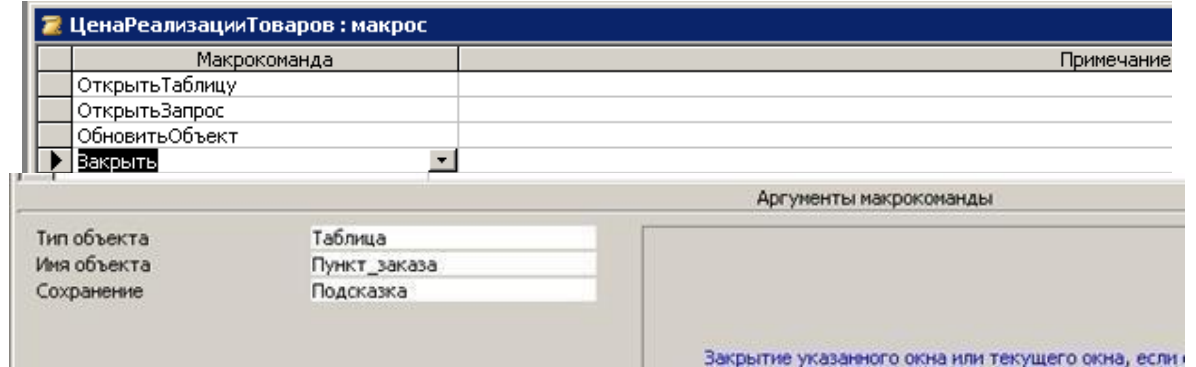 ЦенаРеализацииТоваров : макрос
Макрокоманда Примечание
ОткрытьТаблицу
ОткрытьЗапрос
ОбновитьОбъект
Закрыть
Аргументы макрокоманды
Тип объекта Таблица
Имя объекта Пункт_заказа
Сохранение Подсказка
Закрытие указанного окна или текущего окна, если